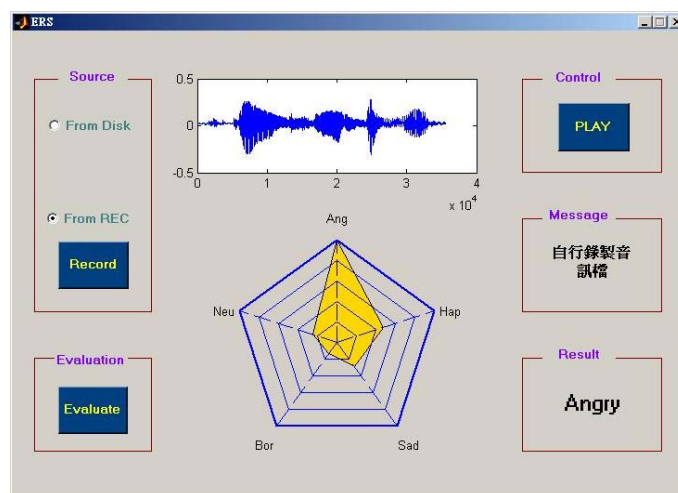 ERS
Source
From Disk
From REC
Record
Evaluation
Evaluate
0.5
0
-0.5
0 1 2 3 4
x 10^4
Ang
Neu
Hap
Bor
Sad
Control
PLAY
Message
自行錄製音
訊檔
Result
Angry